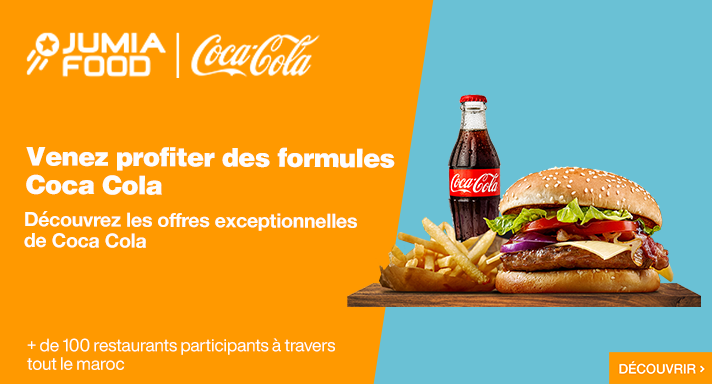 JUMIA
FOOD
Coca-Cola
Venez profiter des formules
Coca Cola
Découvrez les offres exceptionnelles
de Coca Cola
Coca-Cola
+ de 100 restaurants participants à travers
tout le maroc
DÉCOUVRIR ›